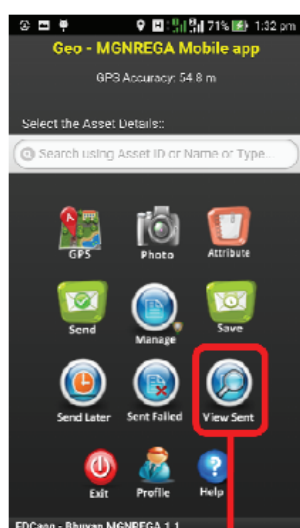 71% 1:32 pm
Geo - MGNREGA Mobile app
GPS Accuracy: 54.8 m
Select the Asset Details::
Search using Asset ID or Name or Type...
GPS Photo Attribute
Send Manage Save
Send Later Sent Failed View Sent
Exit Profile Help
Bhuvan MGNREGA 1.1